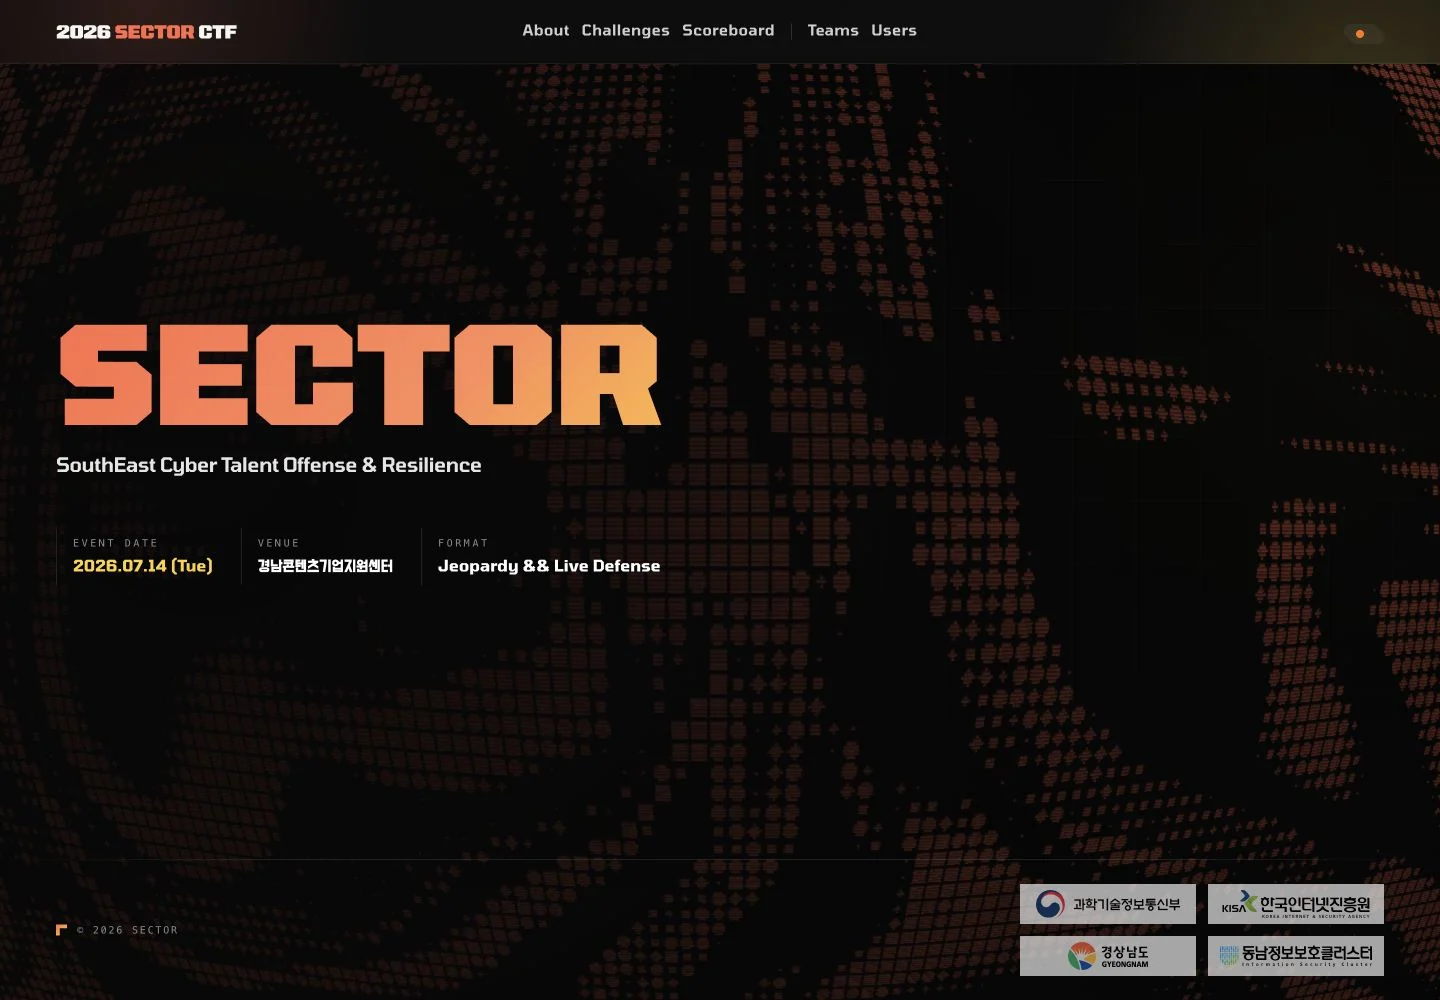 2026 SECTOR CTF
About Challenges Scoreboard Teams Users
SECTOR
SouthEast Cyber Talent Offense & Resilience
EVENT DATE
2026.07.14 (Tue)
VENUE
경남콘텐츠기업지원센터
FORMAT
Jeopardy && Live Defense
© 2026 SECTOR
과학기술정보통신부
KISA 한국인터넷진흥원
KOREA INTERNET & SECURITY AGENCY
경상남도
GYEONGNAM
동남정보보호클러스터
Information Security Cluster